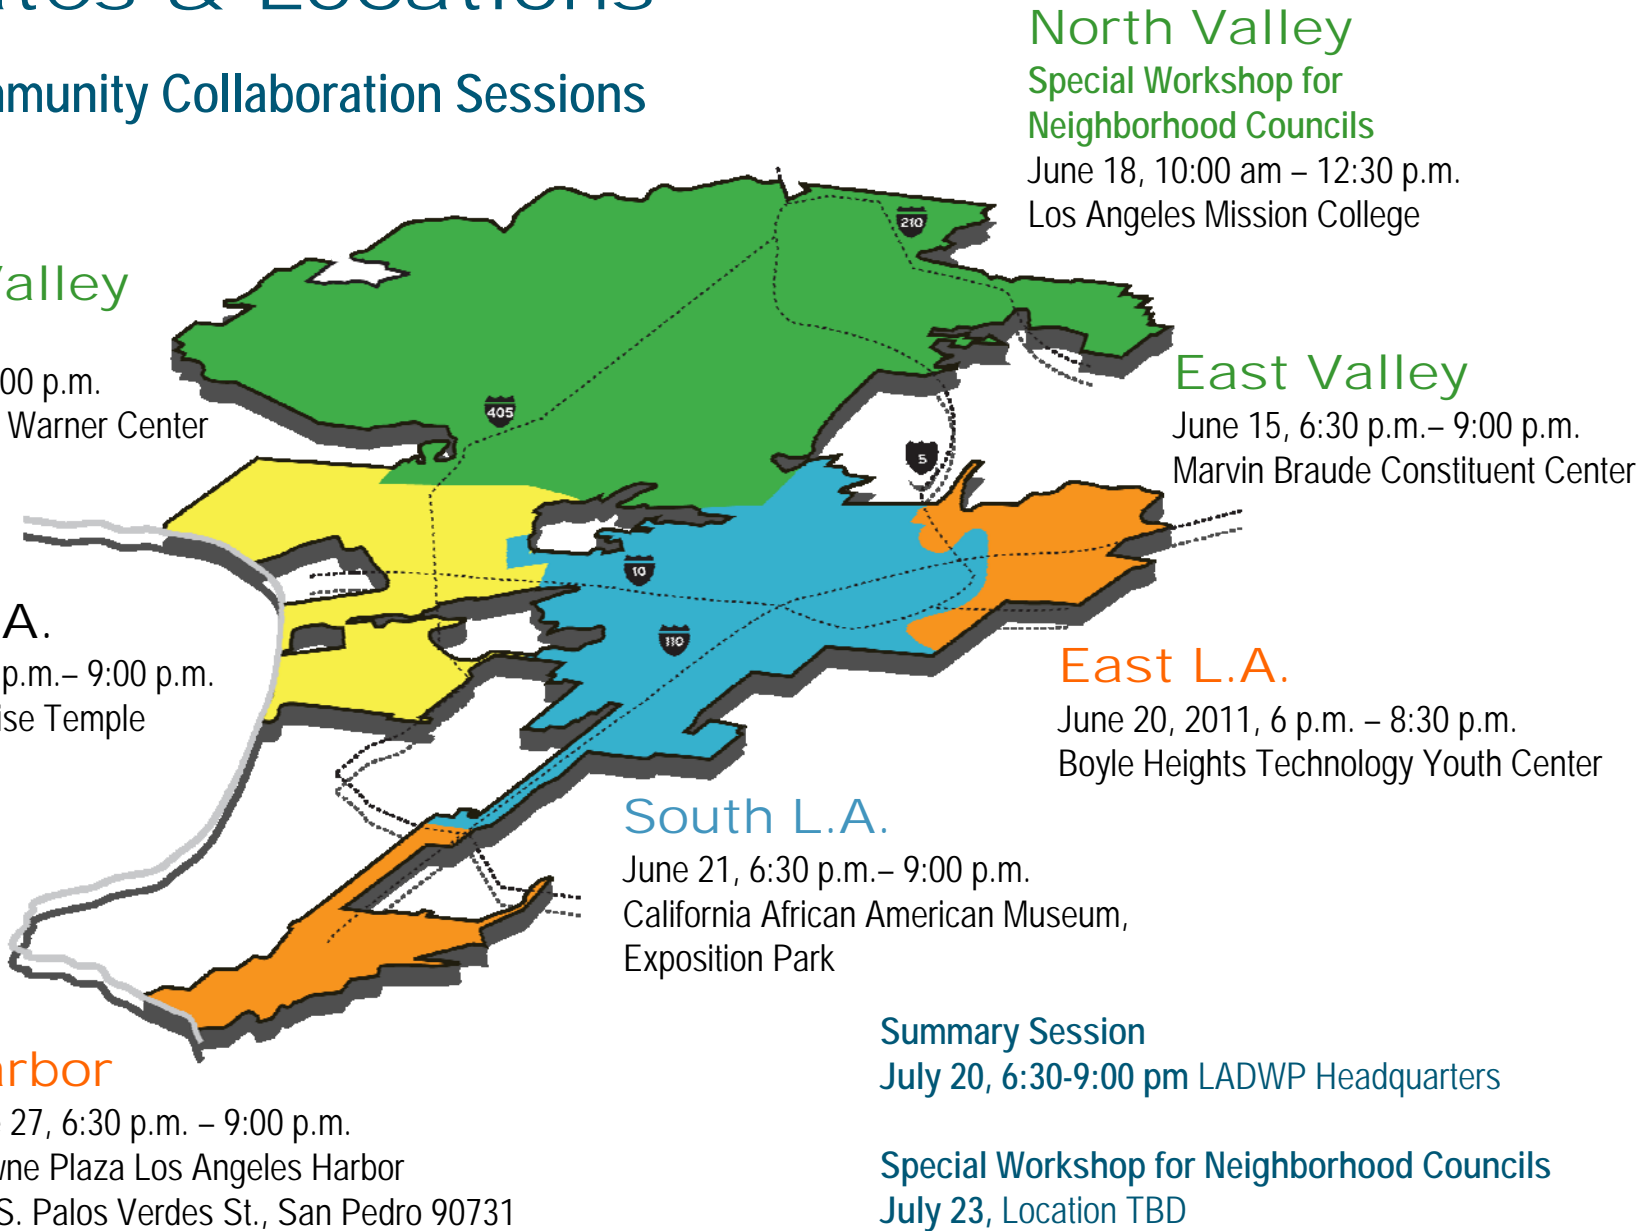 & Locations
Collaboration Sessions
North Valley
Special Workshop for
Neighborhood Councils
June 18, 10:00 am – 12:30 p.m.
Los Angeles Mission College
210
Valley
00 p.m.
Warner Center
405
East Valley
June 15, 6:30 p.m.– 9:00 p.m.
Marvin Braude Constituent Center
5
10
110
A.
p.m.– 9:00 p.m.
ise Temple
East L.A.
June 20, 2011, 6 p.m. – 8:30 p.m.
Boyle Heights Technology Youth Center
South L.A.
June 21, 6:30 p.m.– 9:00 p.m.
California African American Museum,
Exposition Park
arbor
27, 6:30 p.m. – 9:00 p.m.
wne Plaza Los Angeles Harbor
S. Palos Verdes St., San Pedro 90731
Summary Session
July 20, 6:30-9:00 pm LADWP Headquarters
Special Workshop for Neighborhood Councils
July 23, Location TBD